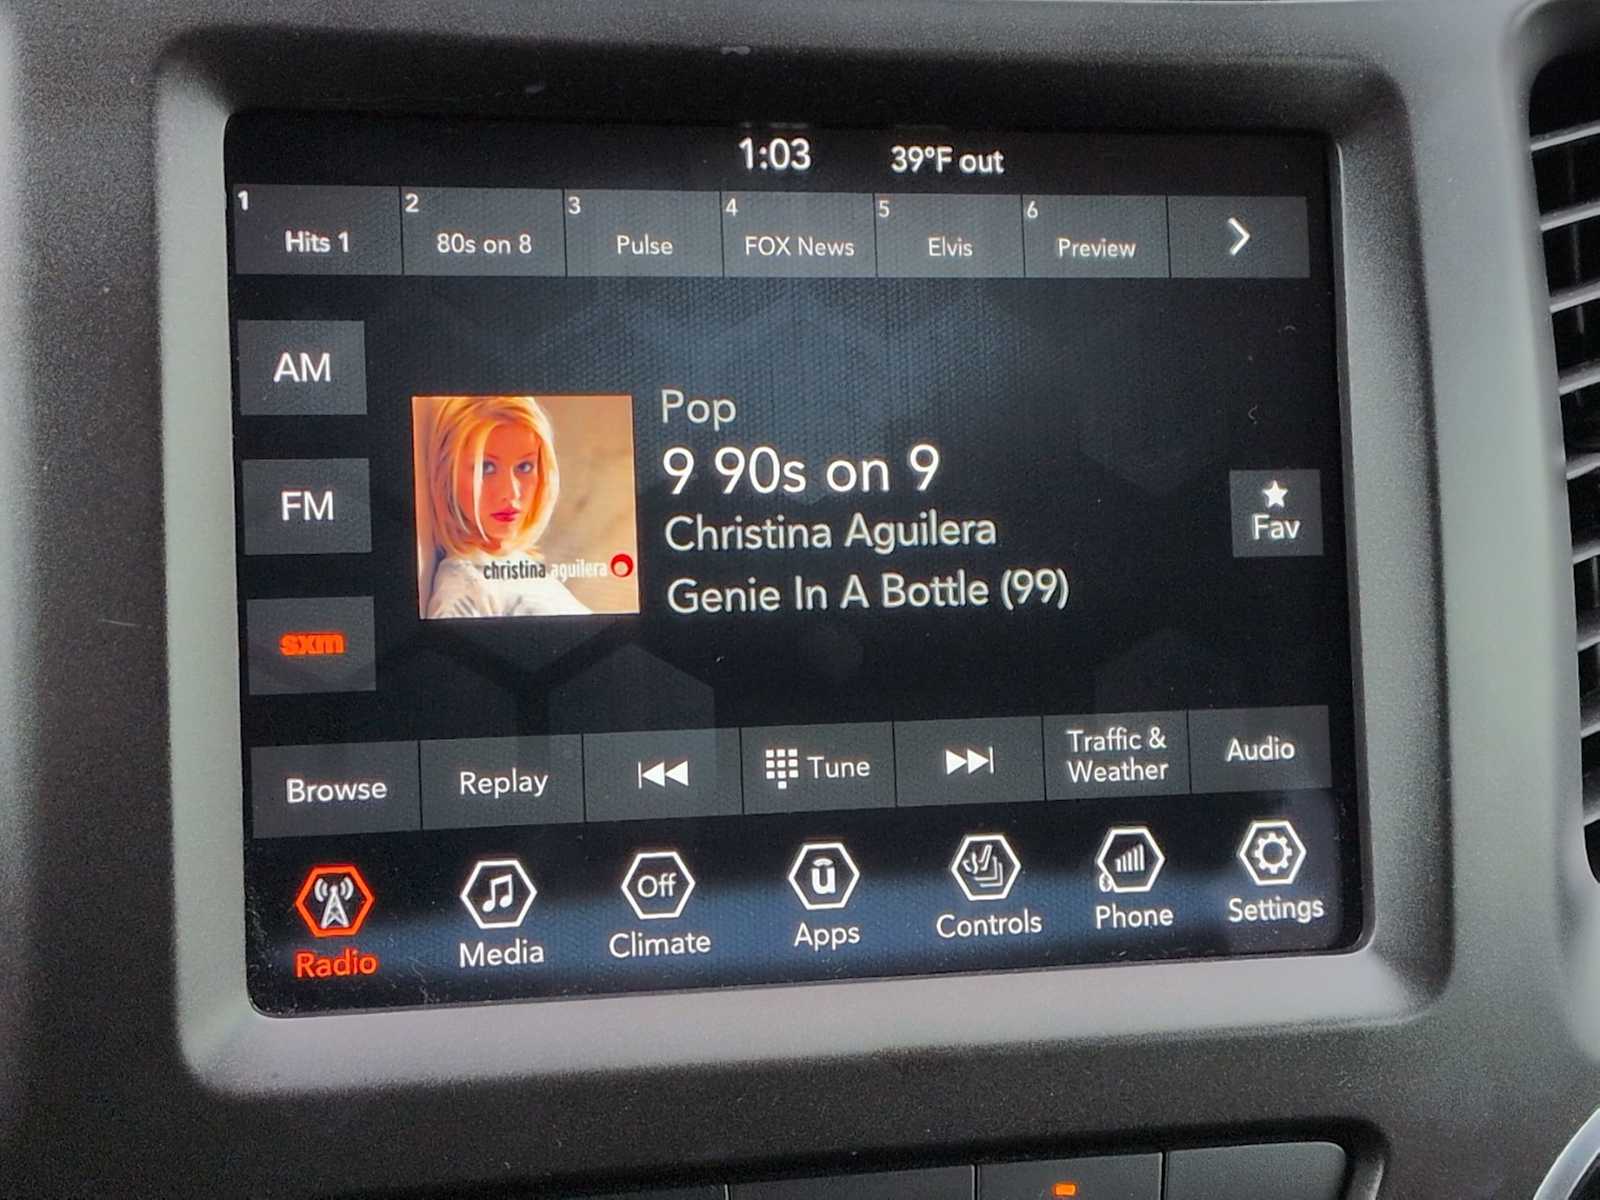 1:03 39°F out
1 Hits 1
2 80s on 8
3 Pulse
4 FOX News
5 Elvis
6 Preview
AM
FM
sxm
christina aguilera
Pop
9 90s on 9
Christina Aguilera
Genie In A Bottle (99)
Fav
Browse
Replay
Tune
Traffic &
Weather
Audio
Radio
Media
Off
Climate
u
Apps
Controls
Phone
Settings